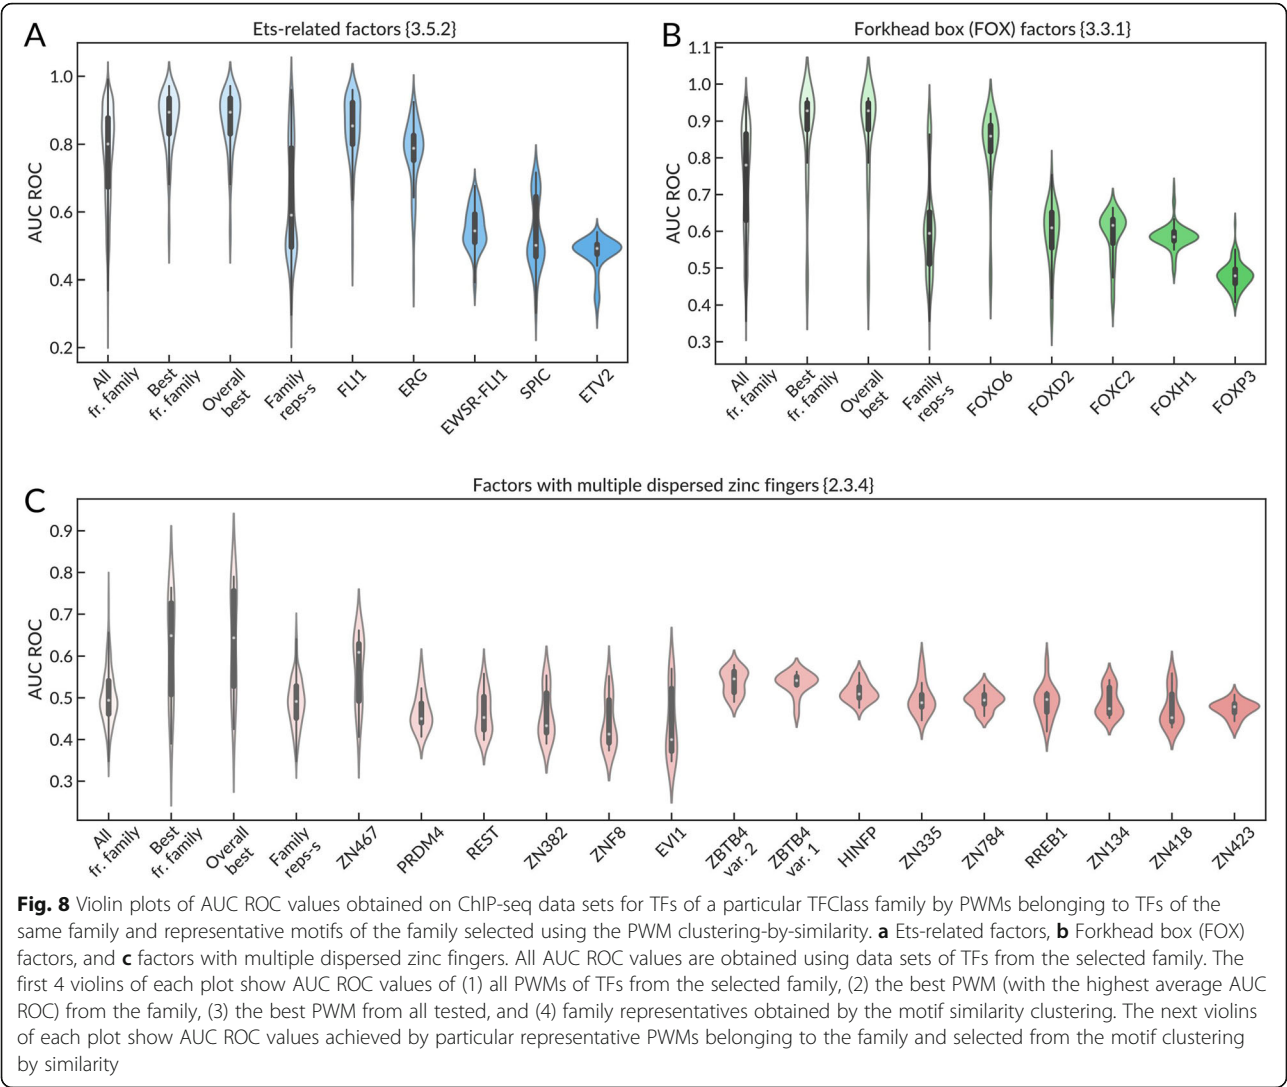 A
Ets-related factors {3.5.2}
AUC ROC
1.0
0.8
0.6
0.4
0.2
All
fr. family
Best
fr. family
Overall
best
Family
reps-s
FLI1
ERG
EWSR-FLI1
SPIC
ETV2
B
Forkhead box (FOX) factors {3.3.1}
AUC ROC
1.1
1.0
0.9
0.8
0.7
0.6
0.5
0.4
0.3
All
fr. family
Best
fr. family
Overall
best
Family
reps-s
FOXO6
FOXD2
FOXC2
FOXH1
FOXP3
C
Factors with multiple dispersed zinc fingers {2.3.4}
AUC ROC
0.9
0.8
0.7
0.6
0.5
0.4
0.3
All
fr. family
Best
fr. family
Overall
best
Family
reps-s
ZN467
PRDM4
REST
ZN382
ZNF8
EVI1
ZBTB4
var. 2
ZBTB4
var. 1
HINFP
ZN335
ZN784
RREB1
ZN134
ZN418
ZN423
Fig. 8 Violin plots of AUC ROC values obtained on ChIP-seq data sets for TFs of a particular TFClass family by PWMs belonging to TFs of the
same family and representative motifs of the family selected using the PWM clustering-by-similarity. a Ets-related factors, b Forkhead box (FOX)
factors, and c factors with multiple dispersed zinc fingers. All AUC ROC values are obtained using data sets of TFs from the selected family. The
first 4 violins of each plot show AUC ROC values of (1) all PWMs of TFs from the selected family, (2) the best PWM (with the highest average AUC
ROC) from the family, (3) the best PWM from all tested, and (4) family representatives obtained by the motif similarity clustering. The next violins
of each plot show AUC ROC values achieved by particular representative PWMs belonging to the family and selected from the motif clustering
by similarity